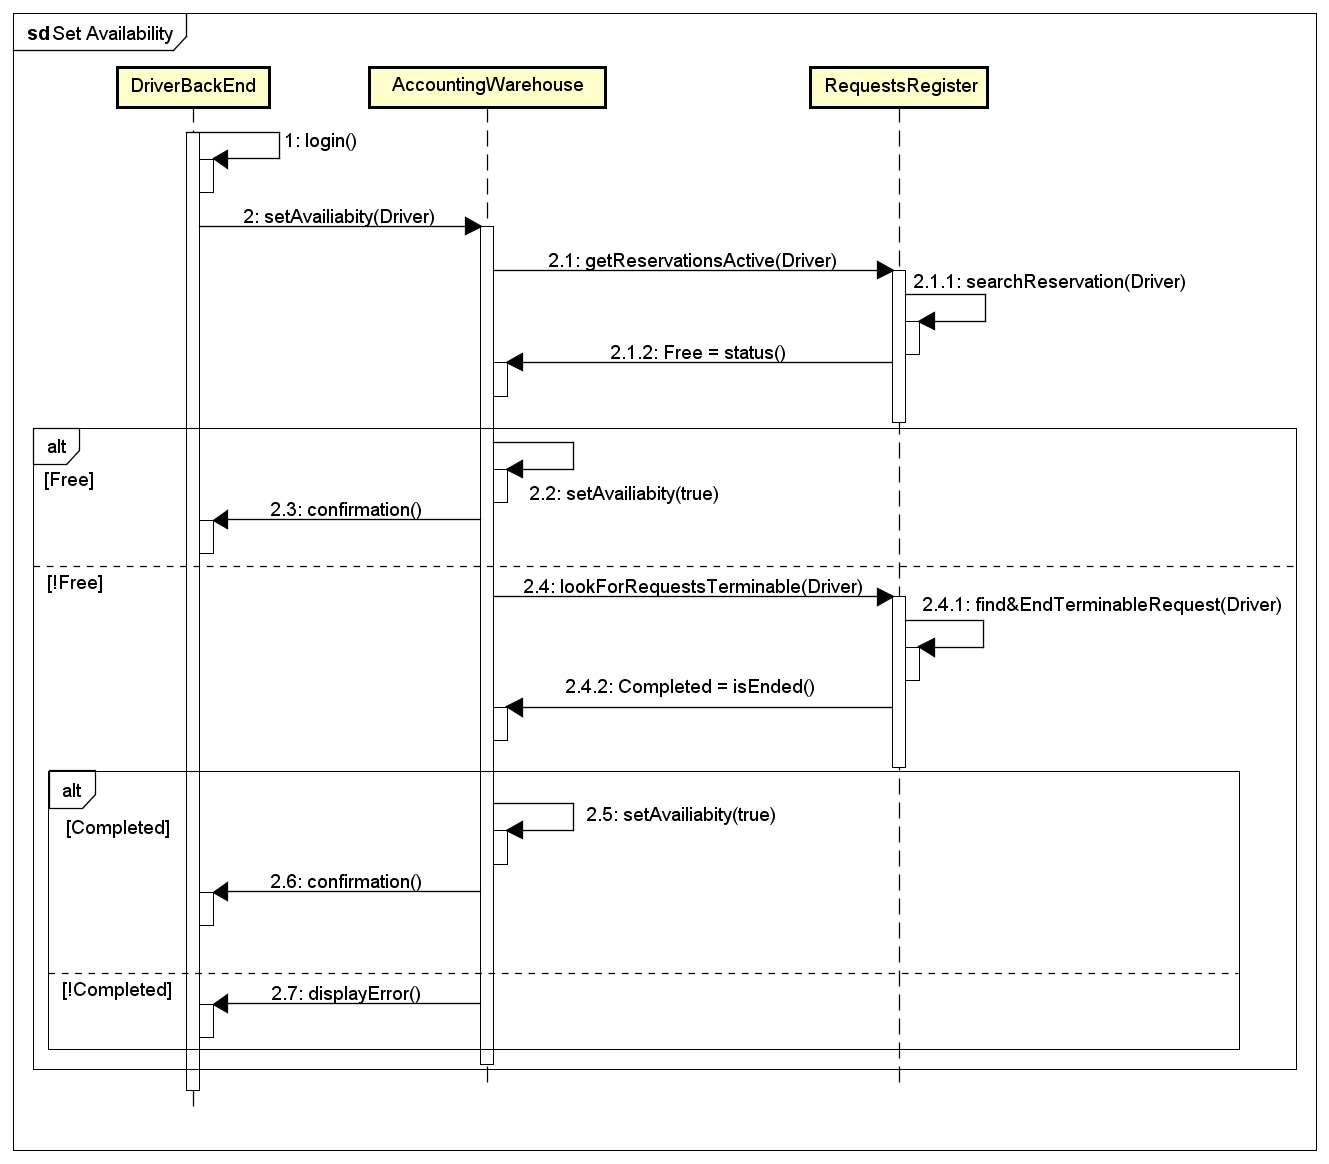 sd Set Availability
DriverBackEnd
AccountingWarehouse
RequestsRegister
1: login()
2: setAvailiabity(Driver)
2.1: getReservationsActive(Driver)
2.1.1: searchReservation(Driver)
2.1.2: Free = status()
alt
[Free]
2.2: setAvailiabity(true)
2.3: confirmation()
[!Free]
2.4: lookForRequestsTerminable(Driver)
2.4.1: find&EndTerminableRequest(Driver)
2.4.2: Completed = isEnded()
alt
[Completed]
2.5: setAvailiabity(true)
2.6: confirmation()
[!Completed]
2.7: displayError()